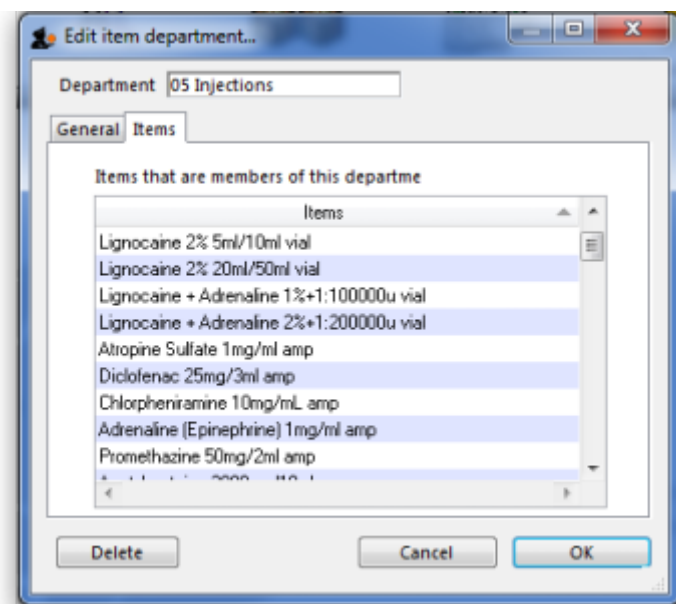 Edit item department...
Department 05 Injections
General Items
Items that are members of this departme
Items
Lignocaine 2% 5ml/10ml vial
Lignocaine 2% 20ml/50ml vial
Lignocaine + Adrenaline 1%+1:100000u vial
Lignocaine + Adrenaline 2%+1:200000u vial
Atropine Sulfate 1mg/ml amp
Diclofenac 25mg/3ml amp
Chlorpheniramine 10mg/mL amp
Adrenaline (Epinephrine) 1mg/ml amp
Promethazine 50mg/2ml amp
Delete Cancel OK